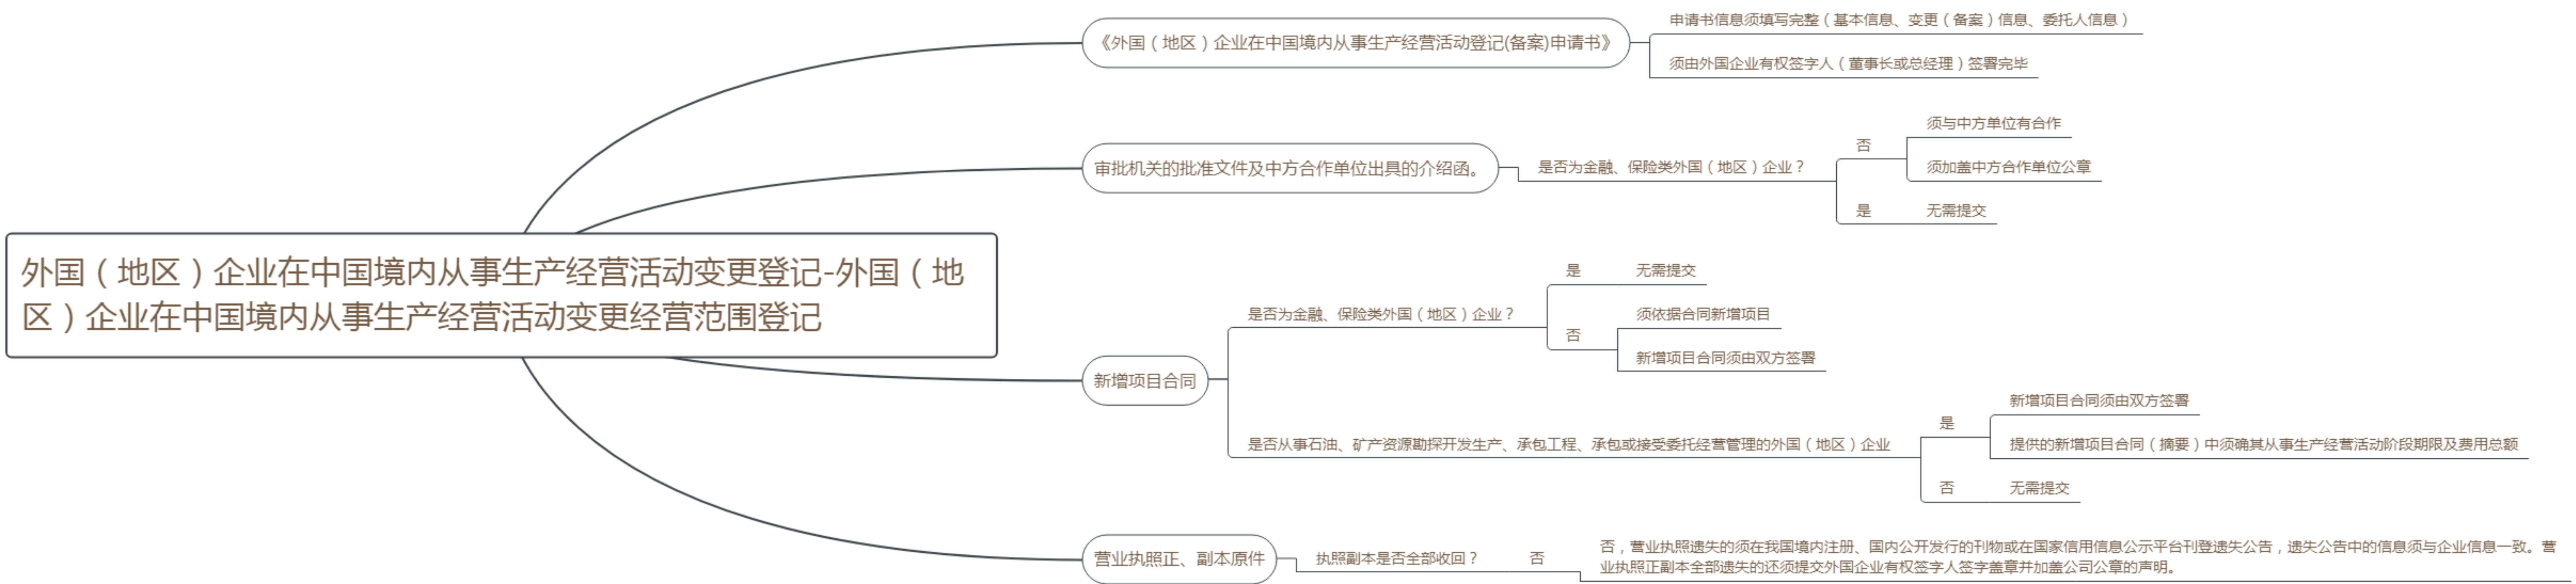 外国（地区）企业在中国境内从事生产经营活动变更登记-外国（地
区）企业在中国境内从事生产经营活动变更经营范围登记
《外国（地区）企业在中国境内从事生产经营活动登记(备案)申请书》
申请书信息须填写完整（基本信息、变更（备案）信息、委托人信息）
须由外国企业有权签字人（董事长或总经理）签署完毕
审批机关的批准文件及中方合作单位出具的介绍函。
是否为金融、保险类外国（地区）企业？
否
须与中方单位有合作
须加盖中方合作单位公章
是
无需提交
新增项目合同
是否为金融、保险类外国（地区）企业？
是
无需提交
否
须依据合同新增项目
新增项目合同须由双方签署
是否从事石油、矿产资源勘探开发生产、承包工程、承包或接受委托经营管理的外国（地区）企业
是
新增项目合同须由双方签署
提供的新增项目合同（摘要）中须确其从事生产经营活动阶段期限及费用总额
否
无需提交
营业执照正、副本原件
执照副本是否全部收回？
否
否，营业执照遗失的须在我国境内注册、国内公开发行的刊物或在国家信用信息公示平台刊登遗失公告，遗失公告中的信息须与企业信息一致。营
业执照正副本全部遗失的还须提交外国企业有权签字人签字盖章并加盖公司公章的声明。